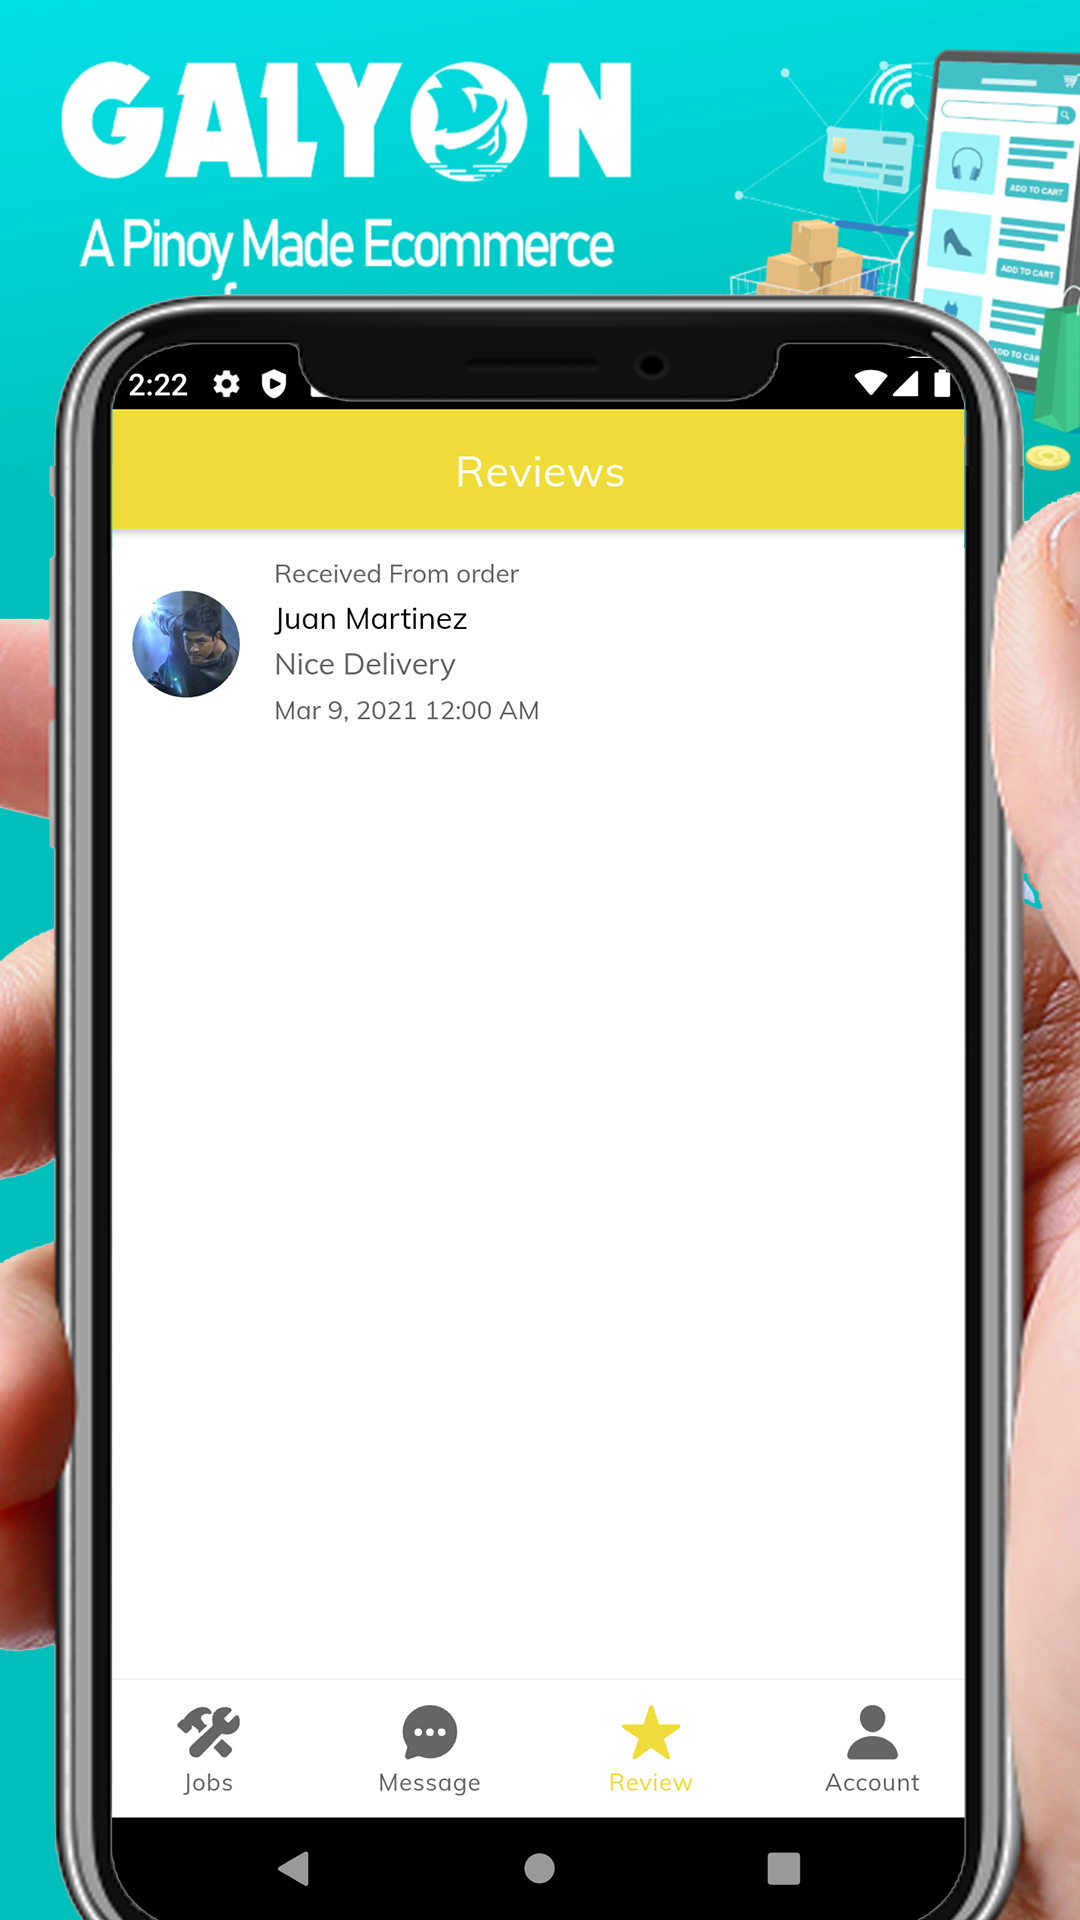 GALYON
A Pinoy Made Ecommerce
ADD TO CART
ADD TO CART
ADD TO CAR
2:22
Reviews
Received From order
Juan Martinez
Nice Delivery
Mar 9, 2021 12:00 AM
Jobs
Message
Review
Account